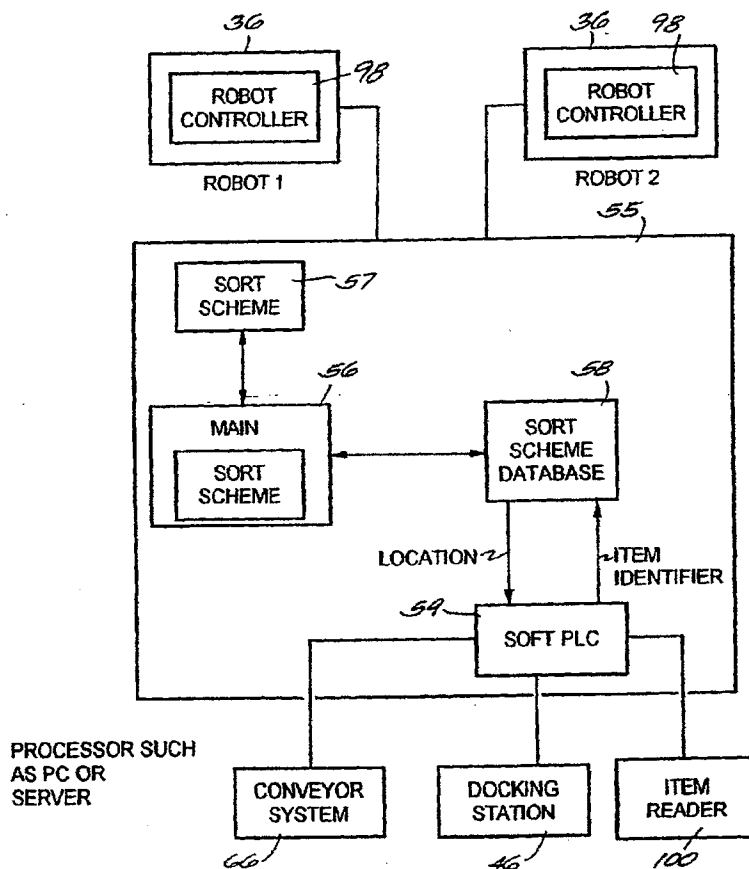 36
98
ROBOT
CONTROLLER
ROBOT 1
36
98
ROBOT
CONTROLLER
ROBOT 2
55
SORT
SCHEME
57
56
MAIN
SORT
SCHEME
58
SORT
SCHEME
DATABASE
LOCATION
ITEM
IDENTIFIER
59
SOFT PLC
PROCESSOR SUCH
AS PC OR
SERVER
CONVEYOR
SYSTEM
66
DOCKING
STATION
46
ITEM
READER
100